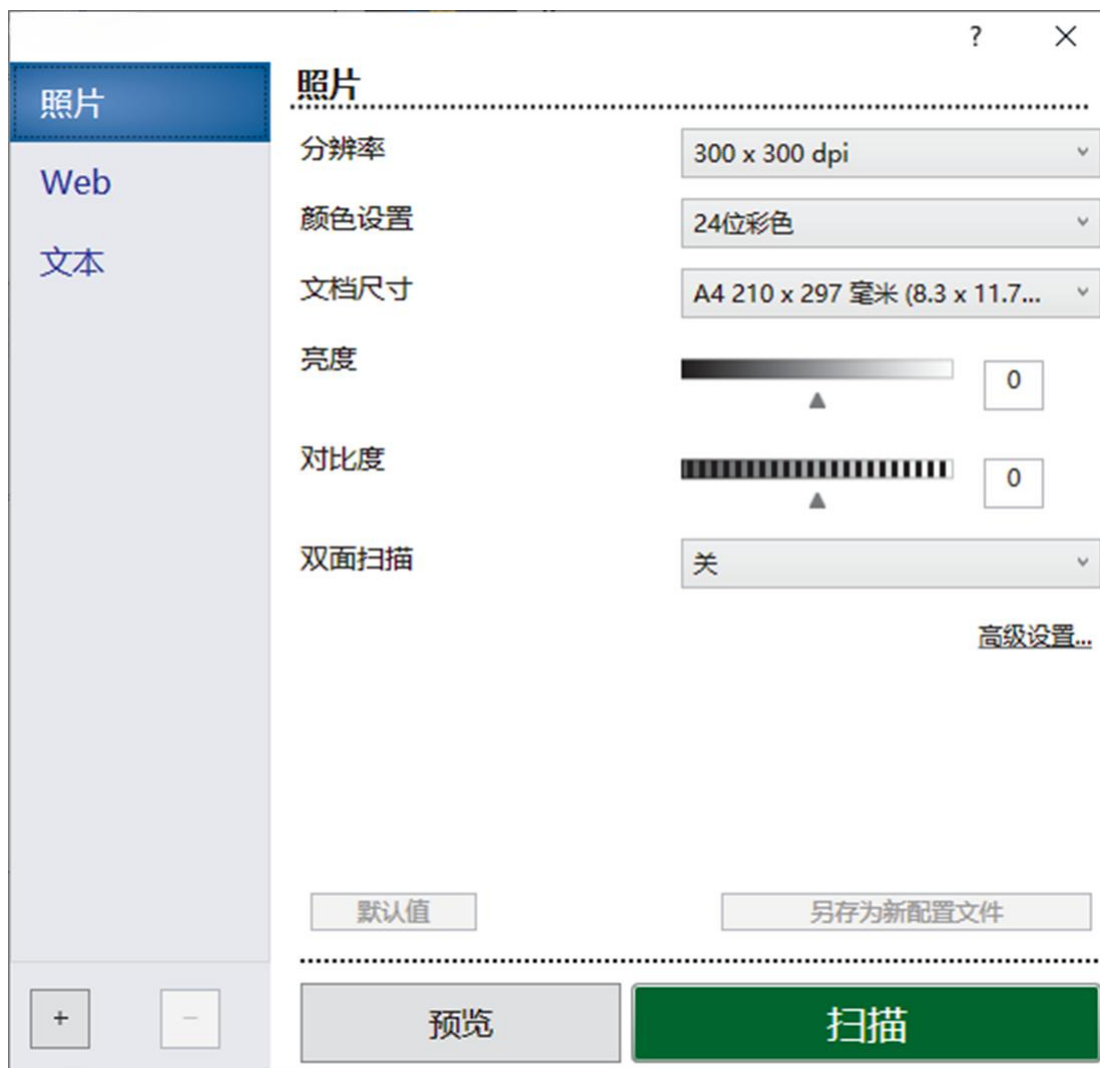 ?
照片
Web
文本
照片
分辨率
300 x 300 dpi
颜色设置
24位彩色
文档尺寸
A4 210 x 297 毫米 (8.3 x 11.7...
亮度
0
对比度
0
双面扫描
关
高级设置...
默认值
另存为新配置文件
+
−
预览
扫描